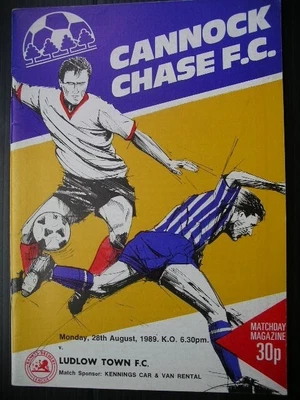 CANNOCK
CHASE F.C.
Monday, 28th August, 1989. K.O. 6.30pm.
v.
LUDLOW TOWN F.C.
Match Sponsor: KENNINGS CAR & VAN RENTAL
MATCHDAY
MAGAZINE
30p